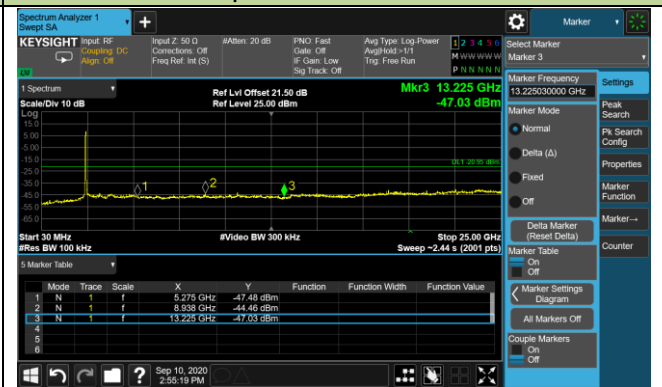 Spectrum Analyzer 1
Swept SA
Marker
KEYSIGHT
Input: RF
Coupling: DC
Align: Off
Input Z: 50 Ω
Corrections: Off
Freq Ref: Int (S)
#Atten: 20 dB
PNO: Fast
Gate: Off
IF Gain: Low
Sig Track: Off
Avg Type: Log-Power
Avg|Hold:>1/1
Trig: Free Run
1 2 3 4 5 6
M W W W W W
P N N N N N
LVI
Select Marker
Marker 3
1 Spectrum
Scale/Div 10 dB
Log
Ref Lvl Offset 21.50 dB
Ref Level 25.00 dBm
Mkr3 13.225 GHz
-47.03 dBm
15.0
5.00
-5.00
-15.0
-25.0
-35.0
-45.0
-55.0
-65.0
1
2
3
Start 30 MHz
#Res BW 100 kHz
#Video BW 300 kHz
Stop 25.00 GHz
Sweep ~2.44 s (2001 pts)
5 Marker Table
Mode Trace Scale X Y Function Function Width Function Value
1 N 1 f 5.275 GHz -47.48 dBm
2 N 1 f 8.938 GHz -44.46 dBm
3 N 1 f 13.225 GHz -47.03 dBm
4
5
6
Marker Frequency
13.225030000 GHz
Marker Mode
Normal
Delta (Δ)
Fixed
Off
Delta Marker
(Reset Delta)
Marker Table
On
Off
Marker Settings
Diagram
All Markers Off
Couple Markers
On
Off
Settings
Peak
Search
Pk Search
Config
Properties
Marker
Function
Marker→
Counter
?
Sep 10, 2020
2:55:19 PM